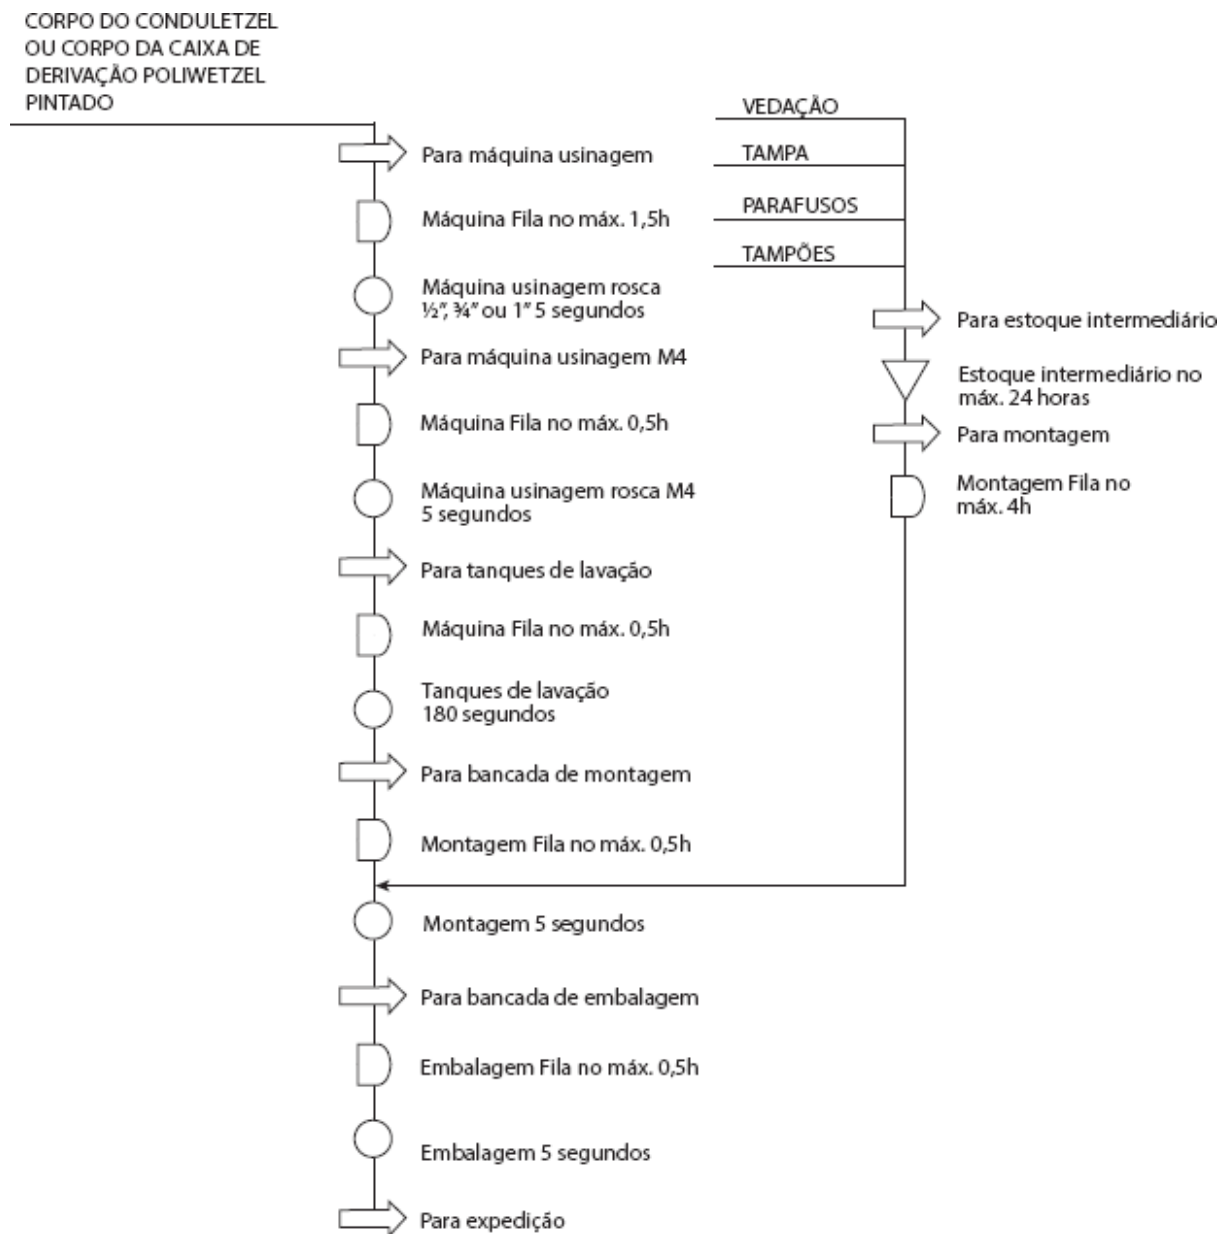 CORPO DO CONDULETZEL
OU CORPO DA CAIXA DE
DERIVAÇÃO POLIWETZEL
PINTADO
Para máquina usinagem
Máquina Fila no máx. 1,5h
Máquina usinagem rosca
½”, ¾” ou 1” 5 segundos
Para máquina usinagem M4
Máquina Fila no máx. 0,5h
Máquina usinagem rosca M4
5 segundos
Para tanques de lavação
Máquina Fila no máx. 0,5h
Tanques de lavação
180 segundos
Para bancada de montagem
Montagem Fila no máx. 0,5h
Montagem 5 segundos
Para bancada de embalagem
Embalagem Fila no máx. 0,5h
Embalagem 5 segundos
Para expedição
VEDAÇÃO
TAMPA
PARAFUSOS
TAMPÕES
Para estoque intermediário
Estoque intermediário no
máx. 24 horas
Para montagem
Montagem Fila no
máx. 4h